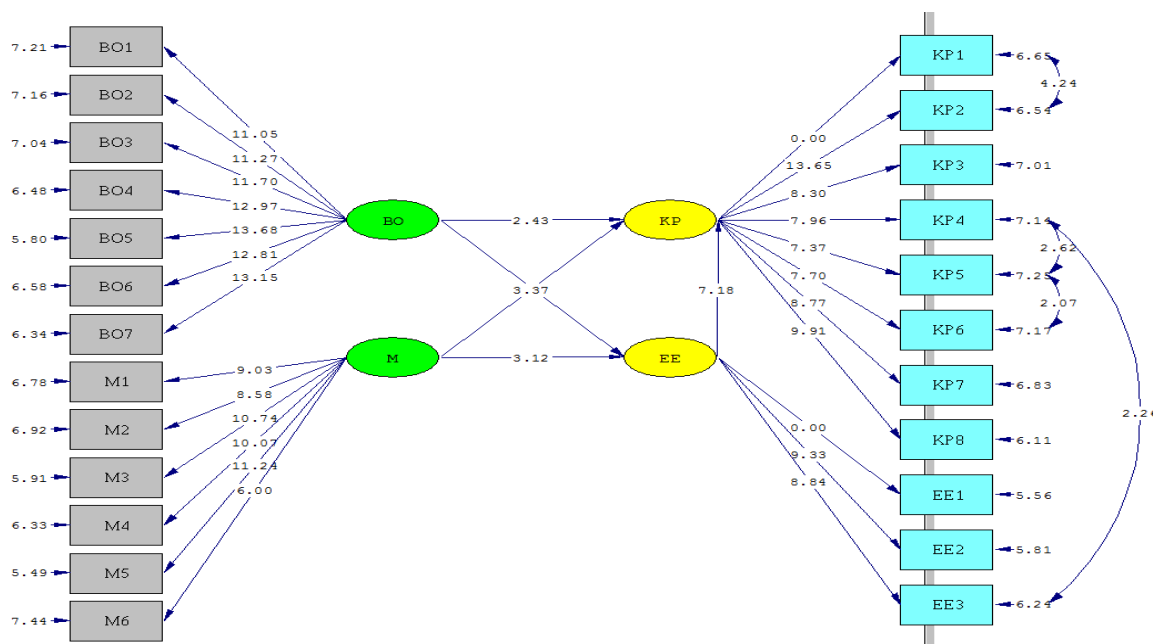 7.21 BO1
7.16 BO2
7.04 BO3
6.48 BO4
5.80 BO5
6.58 BO6
6.34 BO7
6.78 M1
6.92 M2
5.91 M3
6.33 M4
5.49 M5
7.44 M6
11.05
11.27
11.70
12.97
13.68
12.81
13.15
9.03
8.58
10.74
10.07
11.24
6.00
BO
M
2.43
3.37
3.12
KP
7.18
EE
0.00
13.65
8.30
7.96
7.37
7.70
8.77
9.91
0.00
9.33
8.84
KP1 6.65
KP2 6.54
KP3 7.01
KP4 7.14
KP5 7.25
KP6 7.17
KP7 6.83
KP8 6.11
EE1 5.56
EE2 5.81
EE3 6.24
4.24
2.62
2.07